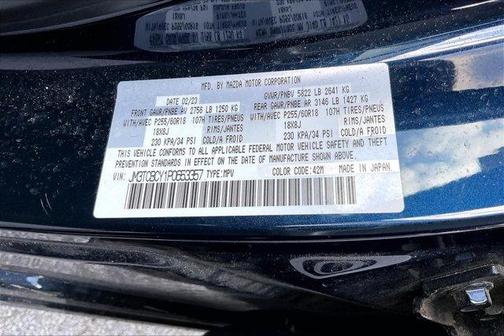 MFD. BY MAZDA MOTOR CORPORATION
DATE 02/23 GVWR/PNBV 5822 LB 2641 KG
FRONT GAWR/PNBE AV 2756 LB 1250 KG REAR GAWR/PNBE AR 3146 LB 1427 KG
WITH/AVEC P255/60R18 107H TIRES/PNEUS WITH/AVEC P255/60R18 107H TIRES/PNEUS
18X8J RIMS/JANTES 18X8J RIMS/JANTES
230 KPA/34 PSI COLD/A FROID 230 KPA/34 PSI COLD/A FROID
THIS VEHICLE CONFORMS TO ALL APPLICABLE FEDERAL MOTOR VEHICLE SAFETY, BUMPER, AND THEFT
PREVENTION STANDARDS IN EFFECT ON THE DATE OF MANUFACTURE SHOWN ABOVE.
VIN: JM3TCBCY1P0653357 TYPE:MPV COLOR CODE:42M MADE IN JAPAN